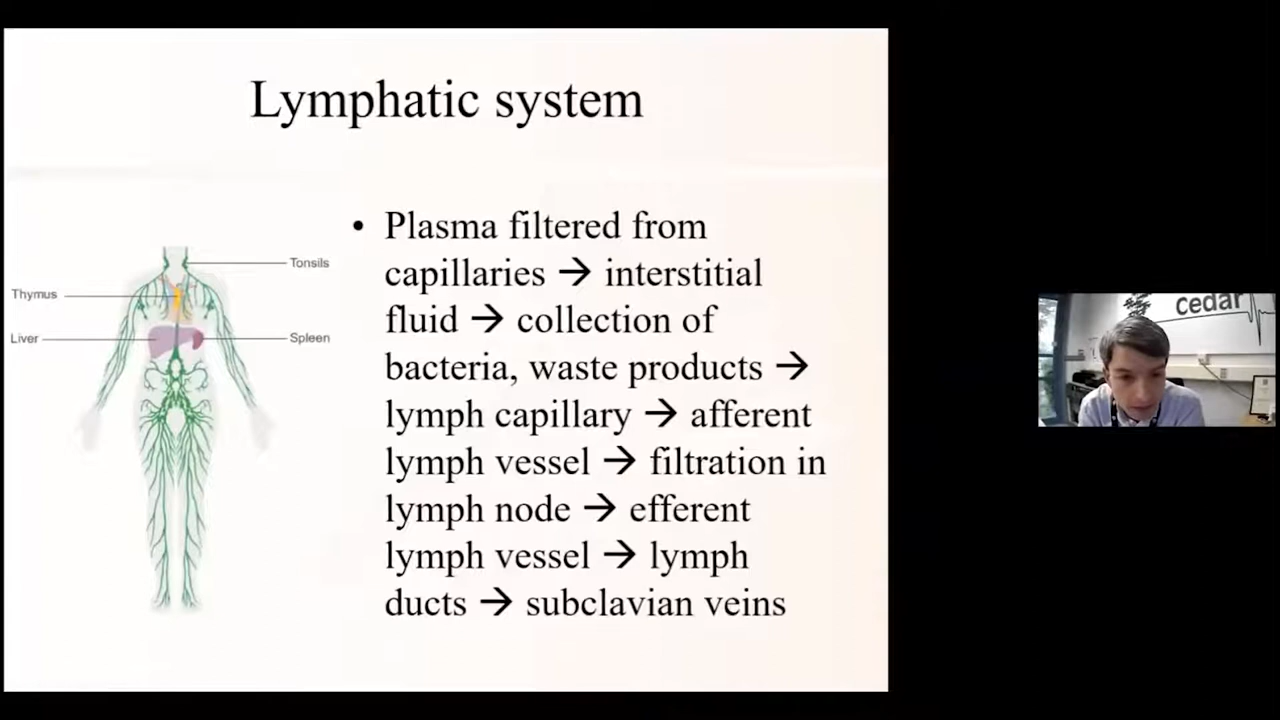 Lymphatic system
• Plasma filtered from
capillaries → interstitial
fluid → collection of
bacteria, waste products →
lymph capillary → afferent
lymph vessel → filtration in
lymph node → efferent
lymph vessel → lymph
ducts → subclavian veins
Tonsils
Thymus
Liver
Spleen
cedar